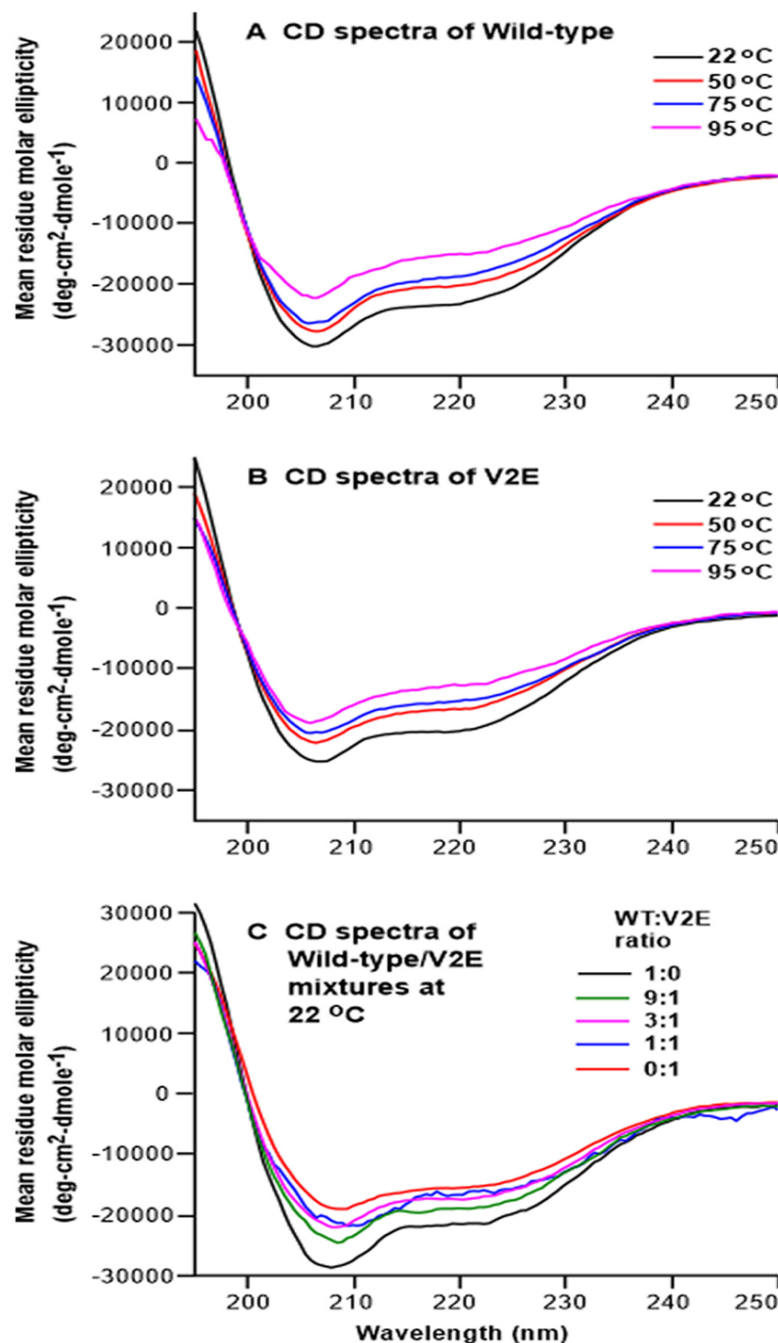 A CD spectra of Wild-type
22 °C
50 °C
75 °C
95 °C
Mean residue molar ellipticity
(deg-cm²-dmole⁻¹)
20000
10000
0
-10000
-20000
-30000
200 210 220 230 240 250
B CD spectra of V2E
22 °C
50 °C
75 °C
95 °C
Mean residue molar ellipticity
(deg-cm²-dmole⁻¹)
20000
10000
0
-10000
-20000
-30000
200 210 220 230 240 250
C CD spectra of
Wild-type/V2E
mixtures at
22 °C
WT:V2E
ratio
1:0
9:1
3:1
1:1
0:1
Mean residue molar ellipticity
(deg-cm²-dmole⁻¹)
30000
20000
10000
0
-10000
-20000
-30000
200 210 220 230 240 250
Wavelength (nm)